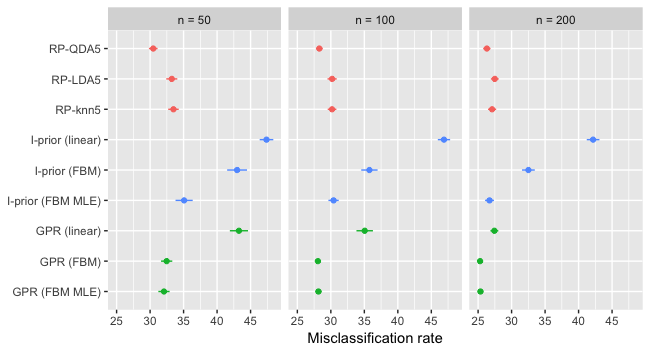 n = 50 n = 100 n = 200
RP-QDA5
RP-LDA5
RP-knn5
I-prior (linear)
I-prior (FBM)
I-prior (FBM MLE)
GPR (linear)
GPR (FBM)
GPR (FBM MLE)
25 30 35 40 45 25 30 35 40 45 25 30 35 40 45
Misclassification rate